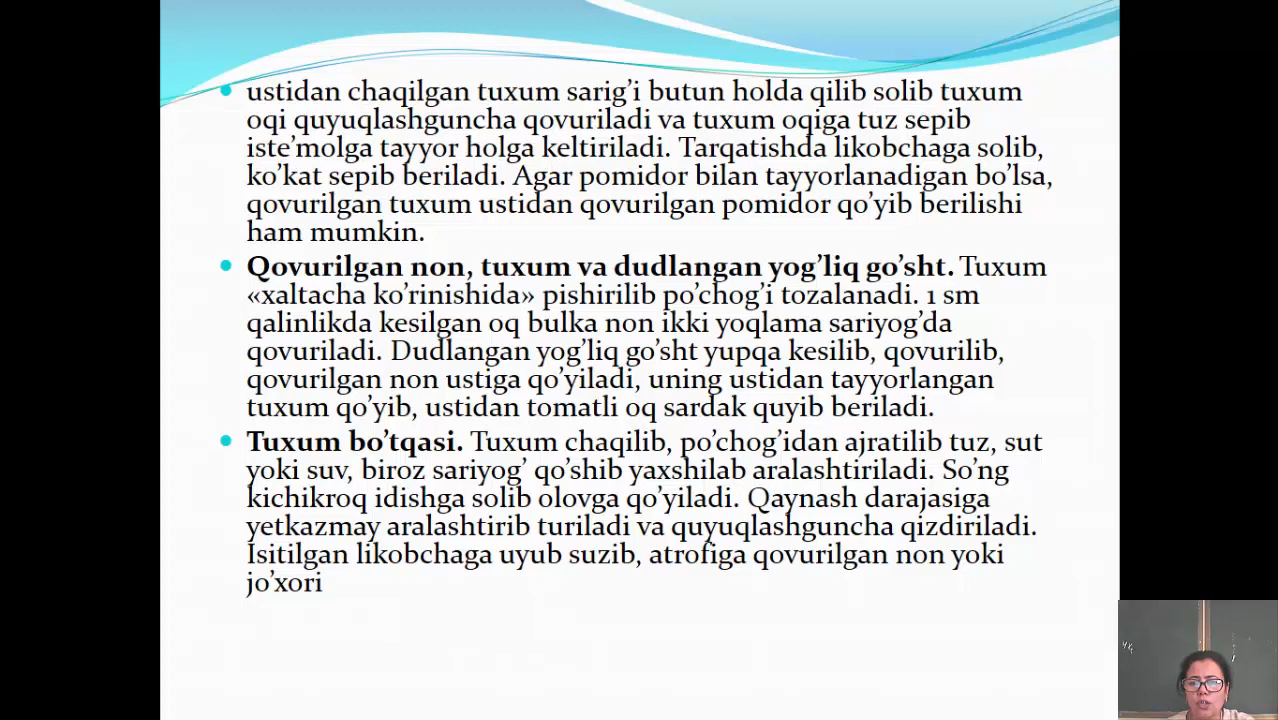 ustidan chaqilgan tuxum sarig’i butun holda qilib solib tuxum
oqi quyuqlashguncha qovuriladi va tuxum oqiga tuz sepib
iste’molga tayyor holga keltiriladi. Tarqatishda likobchaga solib,
ko’kat sepib beriladi. Agar pomidor bilan tayyorlanadigan bo’lsa,
qovurilgan tuxum ustidan qovurilgan pomidor qo’yib berilishi
ham mumkin.
Qovurilgan non, tuxum va dudlangan yog’liq go’sht. Tuxum
«xaltacha ko’rinishida» pishirilib po’chog’i tozalanadi. 1 sm
qalinlikda kesilgan oq bulka non ikki yoqlama sariyog’da
qovuriladi. Dudlangan yog’liq go’sht yupqa kesilib, qovurilib,
qovurilgan non ustiga qo’yiladi, uning ustidan tayyorlangan
tuxum qo’yib, ustidan tomatli oq sardak quyib beriladi.
Tuxum bo’tqasi. Tuxum chaqilib, po’chog’idan ajratilib tuz, sut
yoki suv, biroz sariyog’ qo’shib yaxshilab aralashtiriladi. So’ng
kichikroq idishga solib olovga qo’yiladi. Qaynash darajasiga
yetkazmay aralashtirib turiladi va quyuqlashguncha qizdiriladi.
Isitilgan likobchaga uyub suzib, atrofiga qovurilgan non yoki
jo’xori